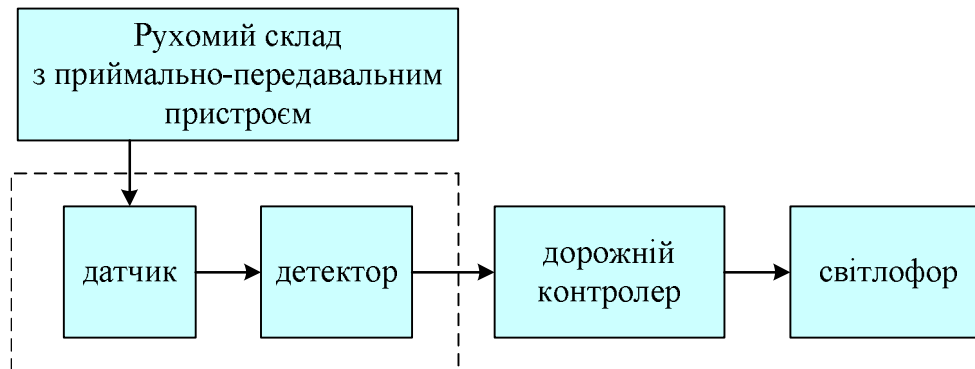 Рухомий склад
з приймально-передавальним
пристроєм
датчик
детектор
дорожній
контролер
світлофор